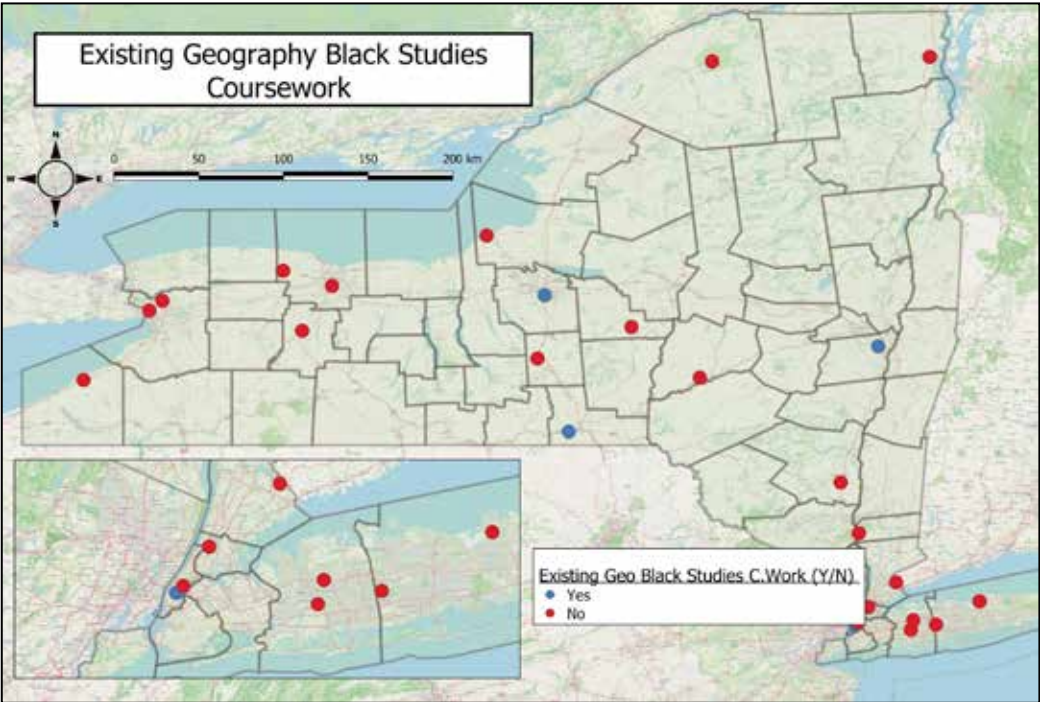 Existing Geography Black Studies
Coursework
N
W
E
S
0
50
100
150
200 km
Existing Geo Black Studies C.Work (Y/N)
Yes
No